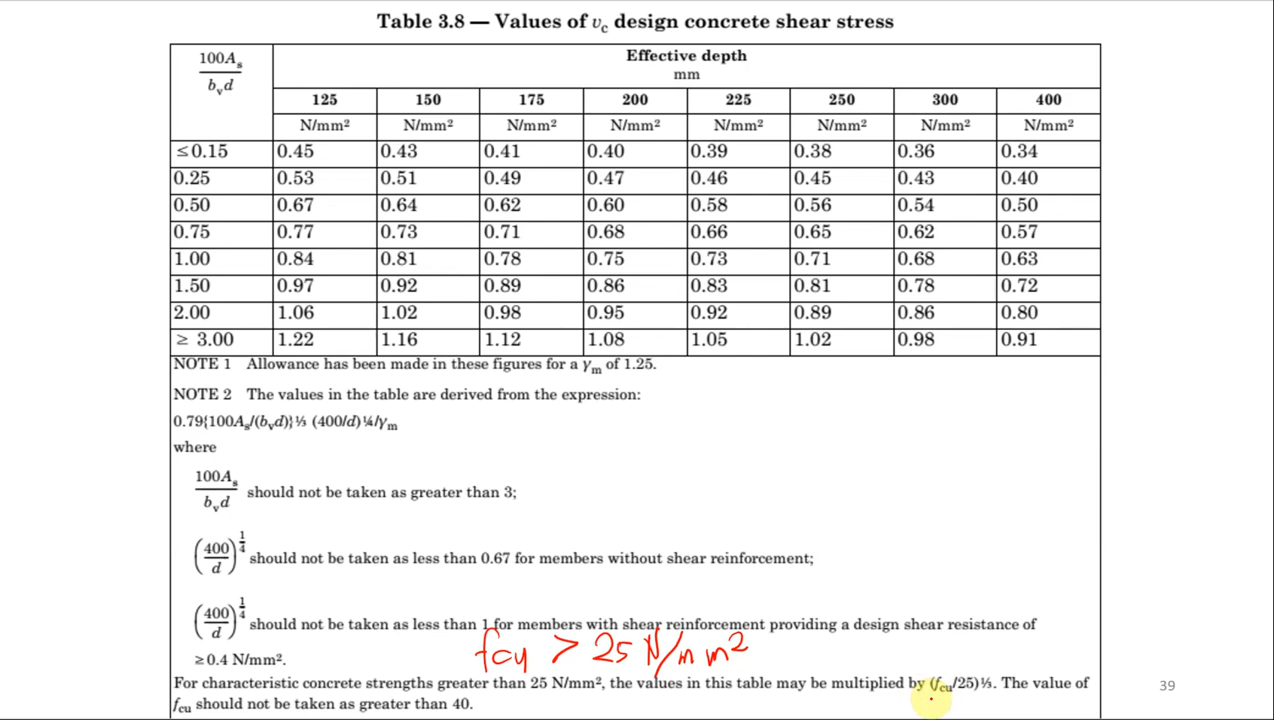 Table 3.8 — Values of υc design concrete shear stress
100As/bvd Effective depth
mm
125 150 175 200 225 250 300 400
N/mm² N/mm² N/mm² N/mm² N/mm² N/mm² N/mm² N/mm²
≤0.15 0.45 0.43 0.41 0.40 0.39 0.38 0.36 0.34
0.25 0.53 0.51 0.49 0.47 0.46 0.45 0.43 0.40
0.50 0.67 0.64 0.62 0.60 0.58 0.56 0.54 0.50
0.75 0.77 0.73 0.71 0.68 0.66 0.65 0.62 0.57
1.00 0.84 0.81 0.78 0.75 0.73 0.71 0.68 0.63
1.50 0.97 0.92 0.89 0.86 0.83 0.81 0.78 0.72
2.00 1.06 1.02 0.98 0.95 0.92 0.89 0.86 0.80
≥ 3.00 1.22 1.16 1.12 1.08 1.05 1.02 0.98 0.91
NOTE 1 Allowance has been made in these figures for a γm of 1.25.
NOTE 2 The values in the table are derived from the expression:
0.79{100As/(bvd)}⅓ (400/d)¼/γm
where
100As/bvd should not be taken as greater than 3;
(400/d)¼ should not be taken as less than 0.67 for members without shear reinforcement;
(400/d)¼ should not be taken as less than 1 for members with shear reinforcement providing a design shear resistance of
≥0.4 N/mm².
fcu > 25 N/mm²
For characteristic concrete strengths greater than 25 N/mm², the values in this table may be multiplied by (fcu/25)⅓. The value of
fcu should not be taken as greater than 40.
39